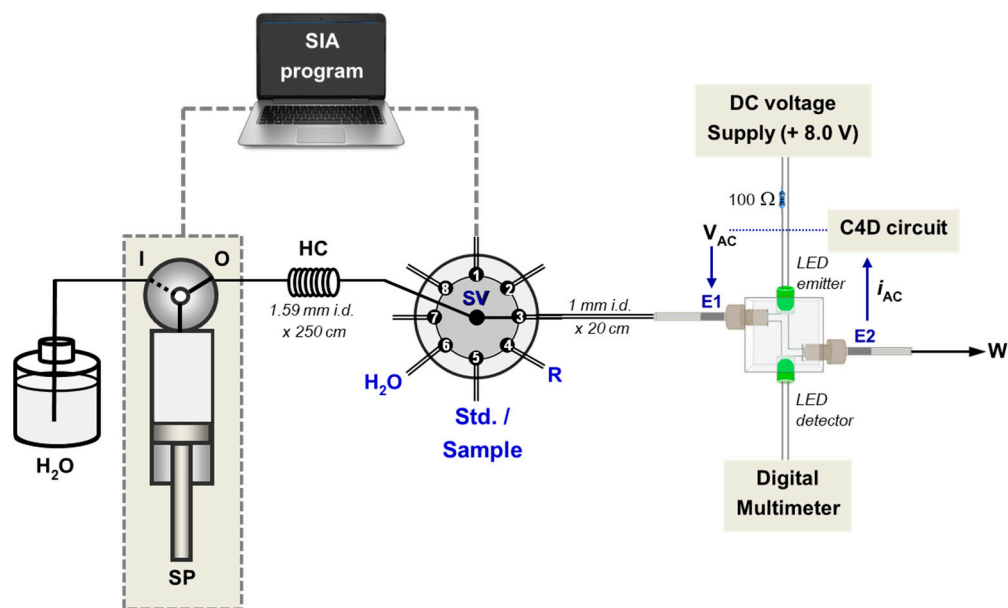 SIA
program
DC voltage
Supply (+ 8.0 V)
100 Ω
V_AC
C4D circuit
I
O
HC
1.59 mm i.d.
x 250 cm
SV
1
2
3
4
5
6
7
8
1 mm i.d.
x 20 cm
LED
emitter
i_AC
E1
E2
W
H₂O
R
Std. /
Sample
LED
detector
H₂O
SP
Digital
Multimeter